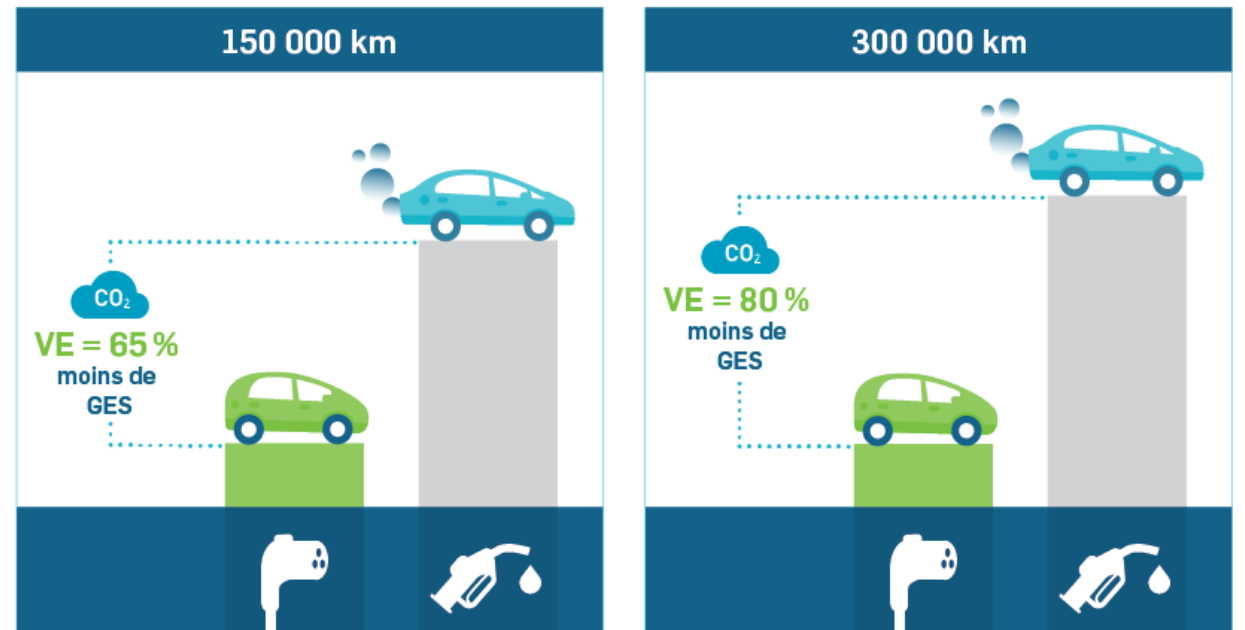 150 000 km
CO₂
VE = 65 %
moins de
GES
300 000 km
CO₂
VE = 80 %
moins de
GES